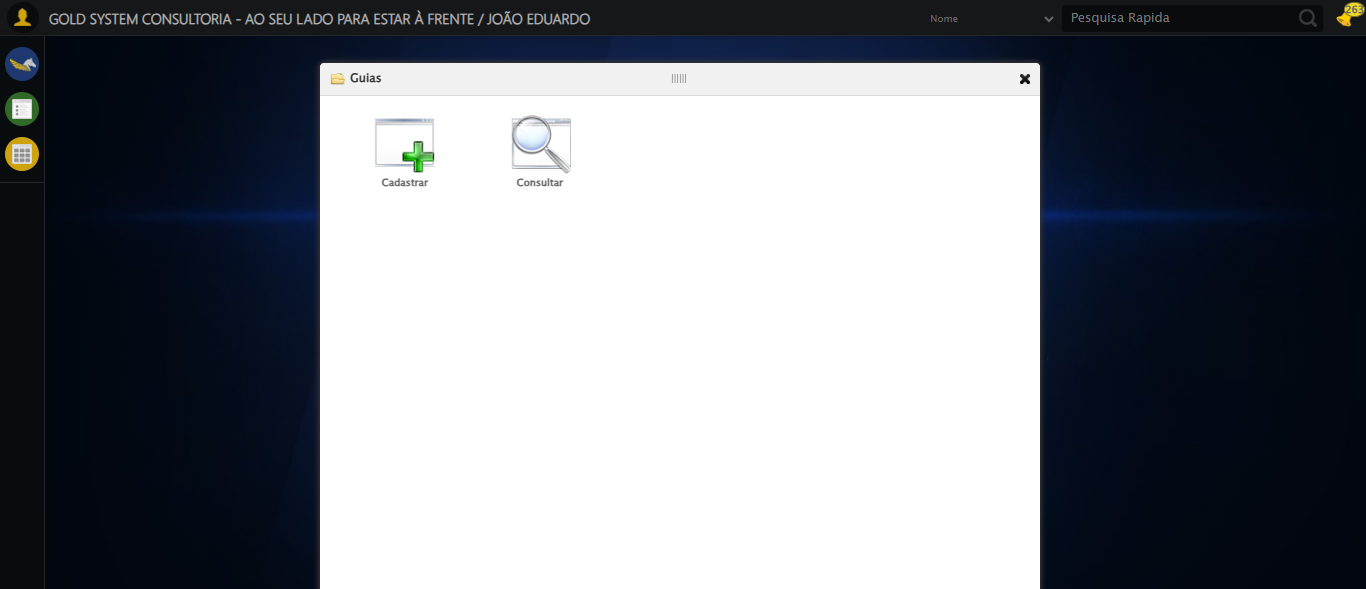 GOLD SYSTEM CONSULTORIA - AO SEU LADO PARA ESTAR À FRENTE / JOÃO EDUARDO
Nome
Pesquisa Rapida
263
Guias
Cadastrar
Consultar